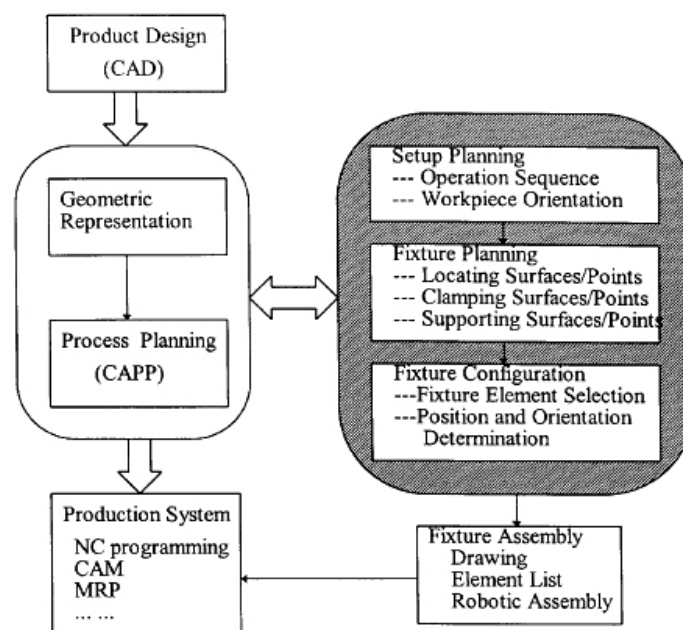 Product Design
(CAD)
Geometric
Representation
Process Planning
(CAPP)
Production System
NC programming
CAM
MRP
... ...
Setup Planning
--- Operation Sequence
--- Workpiece Orientation
Fixture Planning
--- Locating Surfaces/Points
--- Clamping Surfaces/Points
--- Supporting Surfaces/Points
Fixture Configuration
---Fixture Element Selection
---Position and Orientation
Determination
Fixture Assembly
Drawing
Element List
Robotic Assembly